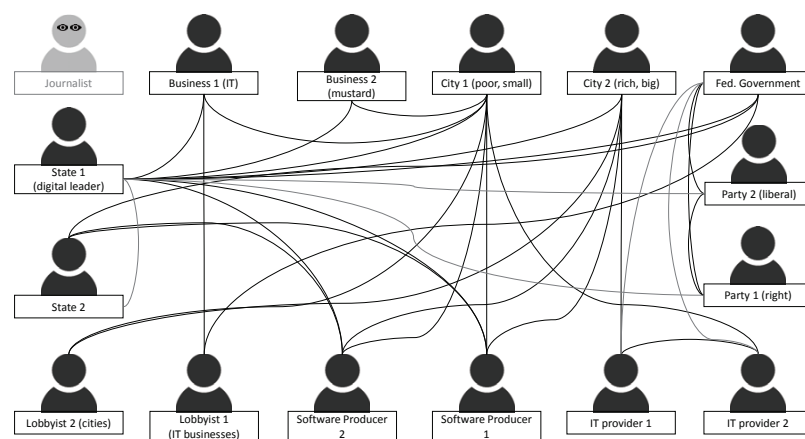 Journalist
Business 1 (IT)
Business 2
(mustard)
City 1 (poor, small)
City 2 (rich, big)
Fed. Government
State 1
(digital leader)
Party 2 (liberal)
State 2
Party 1 (right)
Lobbyist 2 (cities)
Lobbyist 1
(IT businesses)
Software Producer
2
Software Producer
1
IT provider 1
IT provider 2